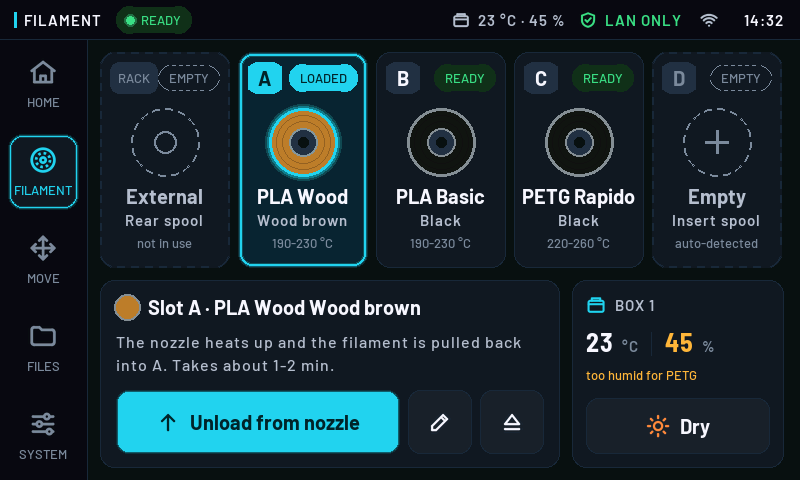 FILAMENT
READY
23 °C · 45 %
LAN ONLY
14:32
HOME
FILAMENT
MOVE
FILES
SYSTEM
RACK
EMPTY
External
Rear spool
not in use
A
LOADED
PLA Wood
Wood brown
190-230 °C
B
READY
PLA Basic
Black
190-230 °C
C
READY
PETG Rapido
Black
220-260 °C
D
EMPTY
Empty
Insert spool
auto-detected
Slot A · PLA Wood Wood brown
The nozzle heats up and the filament is pulled back
into A. Takes about 1-2 min.
Unload from nozzle
BOX 1
23 °C 45 %
too humid for PETG
Dry